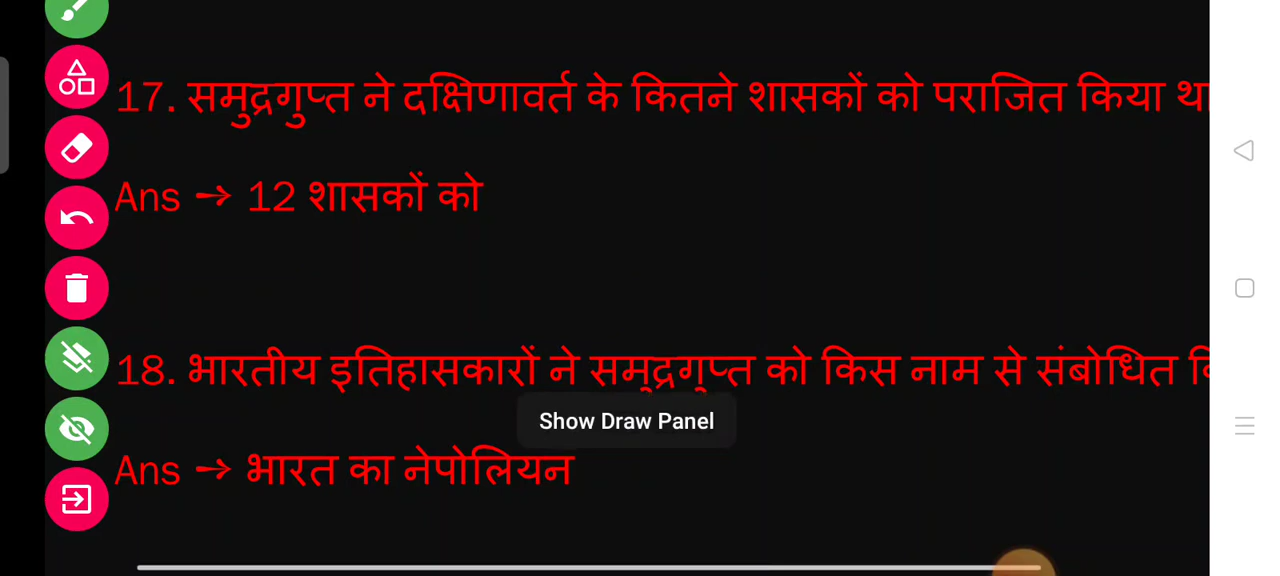 17. समुद्रगुप्त ने दक्षिणावर्त के कितने शासकों को पराजित किया था
Ans → 12 शासकों को
18. भारतीय इतिहासकारों ने समुद्रगुप्त को किस नाम से संबोधित
Show Draw Panel
Ans → भारत का नेपोलियन